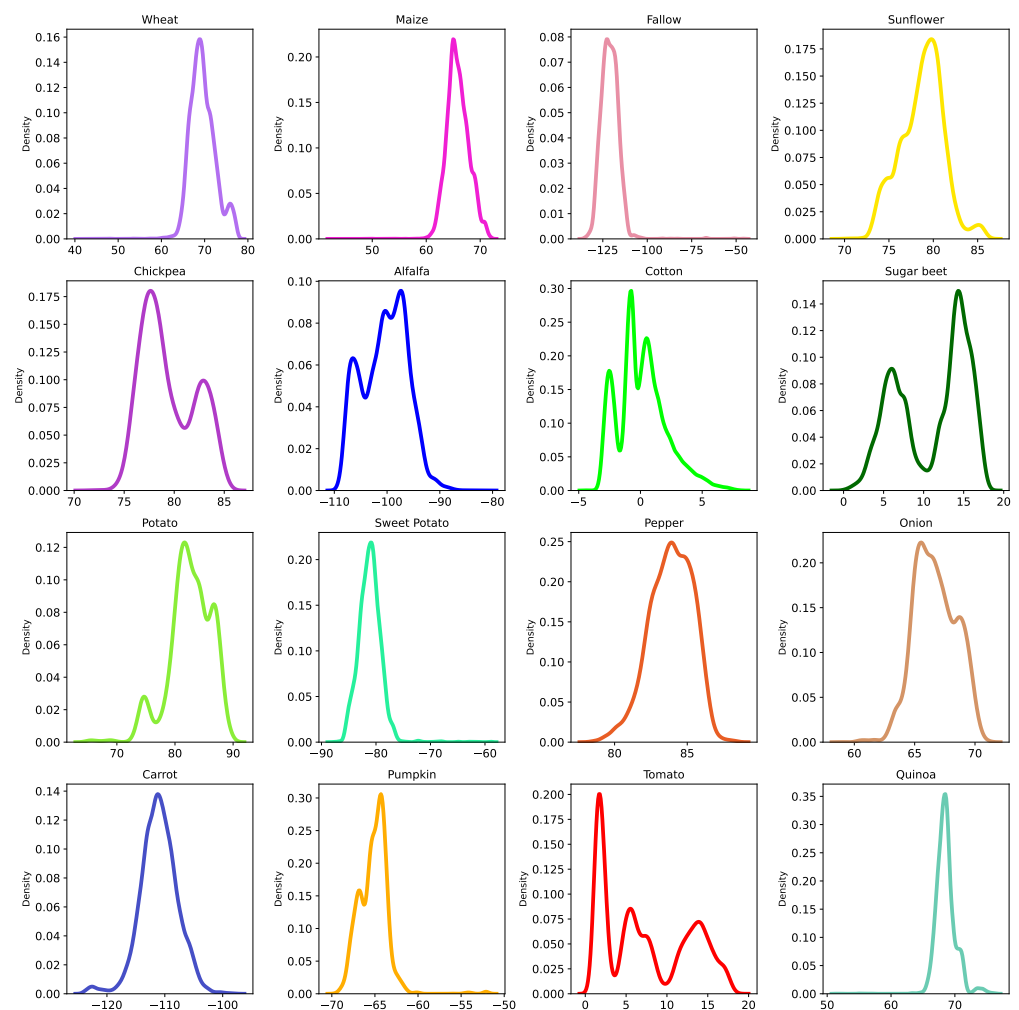 Wheat Maize Fallow Sunflower
0.16 0.14 0.12 0.10 0.08 0.06 0.04 0.02 0.00 Density 40 50 60 70 80
0.20 0.15 0.10 0.05 0.00 Density 50 60 70
0.08 0.07 0.06 0.05 0.04 0.03 0.02 0.01 0.00 Density −125 −100 −75 −50
0.175 0.150 0.125 0.100 0.075 0.050 0.025 0.000 Density 70 75 80 85
Chickpea Alfalfa Cotton Sugar beet
0.175 0.150 0.125 0.100 0.075 0.050 0.025 0.000 Density 70 75 80 85
0.10 0.08 0.06 0.04 0.02 0.00 Density −110 −100 −90 −80
0.30 0.25 0.20 0.15 0.10 0.05 0.00 Density −5 0 5
0.14 0.12 0.10 0.08 0.06 0.04 0.02 0.00 Density 0 5 10 15 20
Potato Sweet Potato Pepper Onion
0.12 0.10 0.08 0.06 0.04 0.02 0.00 Density 70 80 90
0.20 0.15 0.10 0.05 0.00 Density −90 −80 −70 −60
0.25 0.20 0.15 0.10 0.05 0.00 Density 80 85
0.20 0.15 0.10 0.05 0.00 Density 60 65 70
Carrot Pumpkin Tomato Quinoa
0.14 0.12 0.10 0.08 0.06 0.04 0.02 0.00 Density −120 −110 −100
0.30 0.25 0.20 0.15 0.10 0.05 0.00 Density −70 −65 −60 −55 −50
0.200 0.175 0.150 0.125 0.100 0.075 0.050 0.025 0.000 Density 0 5 10 15 20
0.35 0.30 0.25 0.20 0.15 0.10 0.05 0.00 Density 50 60 70